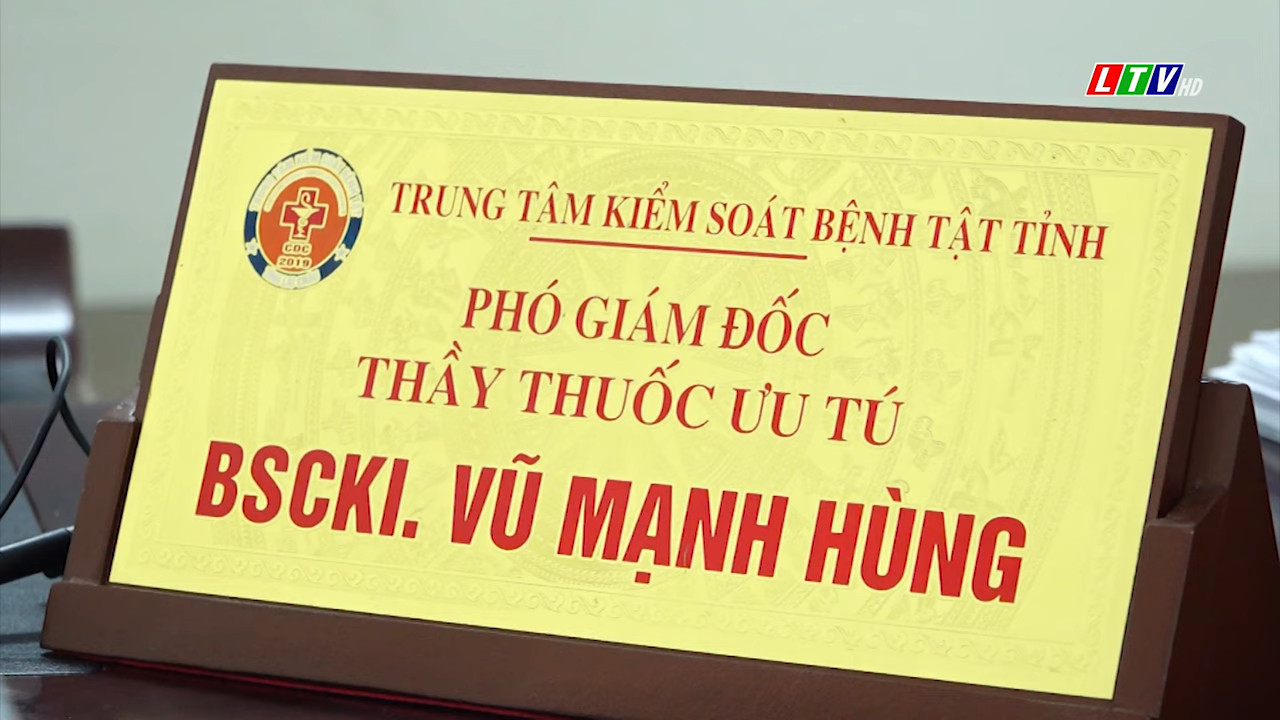 LTV HD
TRUNG TÂM KIỂM SOÁT BỆNH TẬT TỈNH
CDC
2019
PHÓ GIÁM ĐỐC
THẦY THUỐC ƯU TÚ
BSCKI. VŨ MẠNH HÙNG